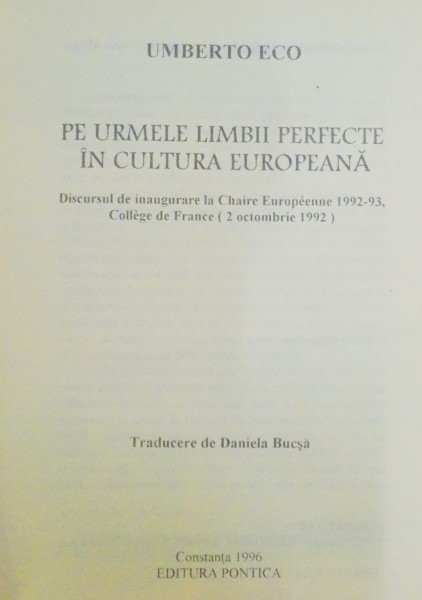 UMBERTO ECO
PE URMELE LIMBII PERFECTE
ÎN CULTURA EUROPEANĂ
Discursul de inaugurare la Chaire Européenne 1992-93,
Collège de France ( 2 octombrie 1992 )
Traducere de Daniela Bucşă
Constanţa 1996
EDITURA PONTICA